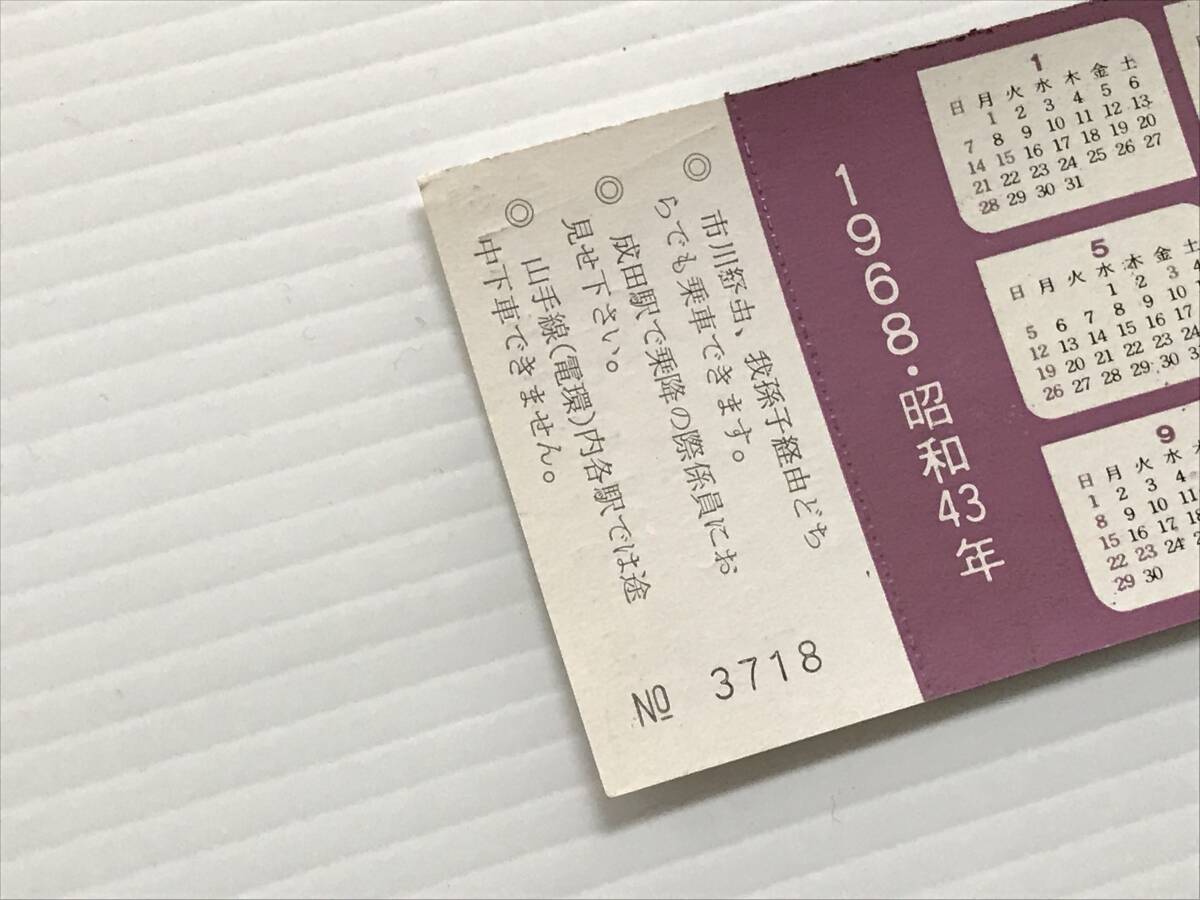 ◎ 市川経由、我孫子経由どち
らでも乗車できます。
◎ 成田駅で乗降の際係員にお
見せ下さい。
◎ 山手線(電環)内各駅では途
中下車できません。
№ 3718
1968・昭和43年
1
日 月 火 水 木 金 土
1 2 3 4 5 6
7 8 9 10 11 12 13
14 15 16 17 18 19 20
21 22 23 24 25 26 27
28 29 30 31
5
日 月 火 水 木 金 土
1 2 3 4
5 6 7 8 9 10
12 13 14 15 16 17
19 20 21 22 23 24
26 27 28 29 30 3
9
日 月 火 水
1 2 3 4
8 9 10 11
15 16 17 18
22 23 24
29 30